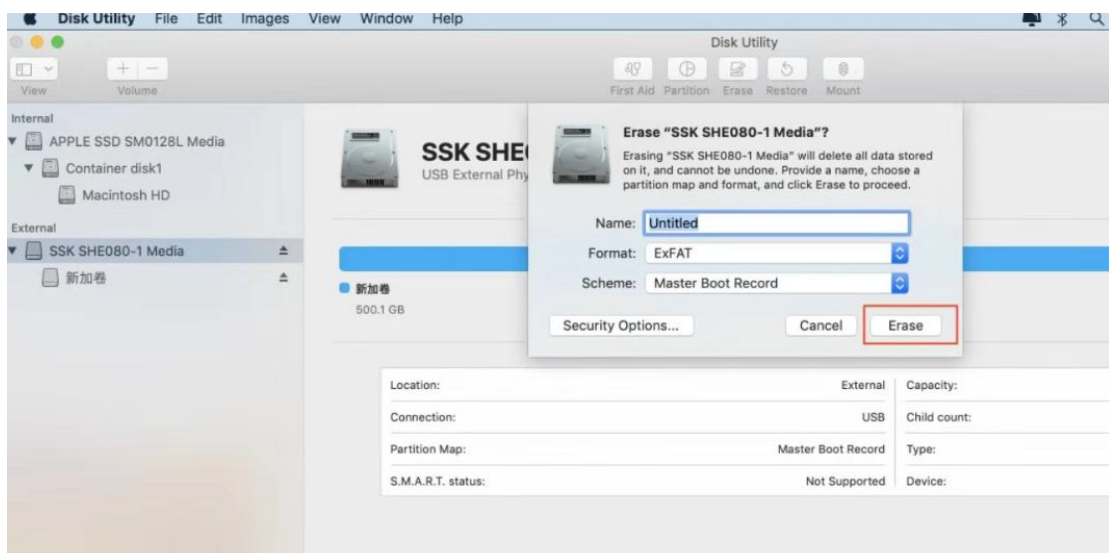 Disk Utility File Edit Images View Window Help
Disk Utility
View
Volume
First Aid Partition Erase Restore Mount
Internal
APPLE SSD SM0128L Media
Container disk1
Macintosh HD
External
SSK SHE080-1 Media
新加卷
SSK SHE
USB External Phy
新加卷
500.1 GB
Erase “SSK SHE080-1 Media”?
Erasing “SSK SHE080-1 Media” will delete all data stored
on it, and cannot be undone. Provide a name, choose a
partition map and format, and click Erase to proceed.
Name: Untitled
Format: ExFAT
Scheme: Master Boot Record
Security Options... Cancel Erase
Location: External Capacity:
Connection: USB Child count:
Partition Map: Master Boot Record Type:
S.M.A.R.T. status: Not Supported Device: